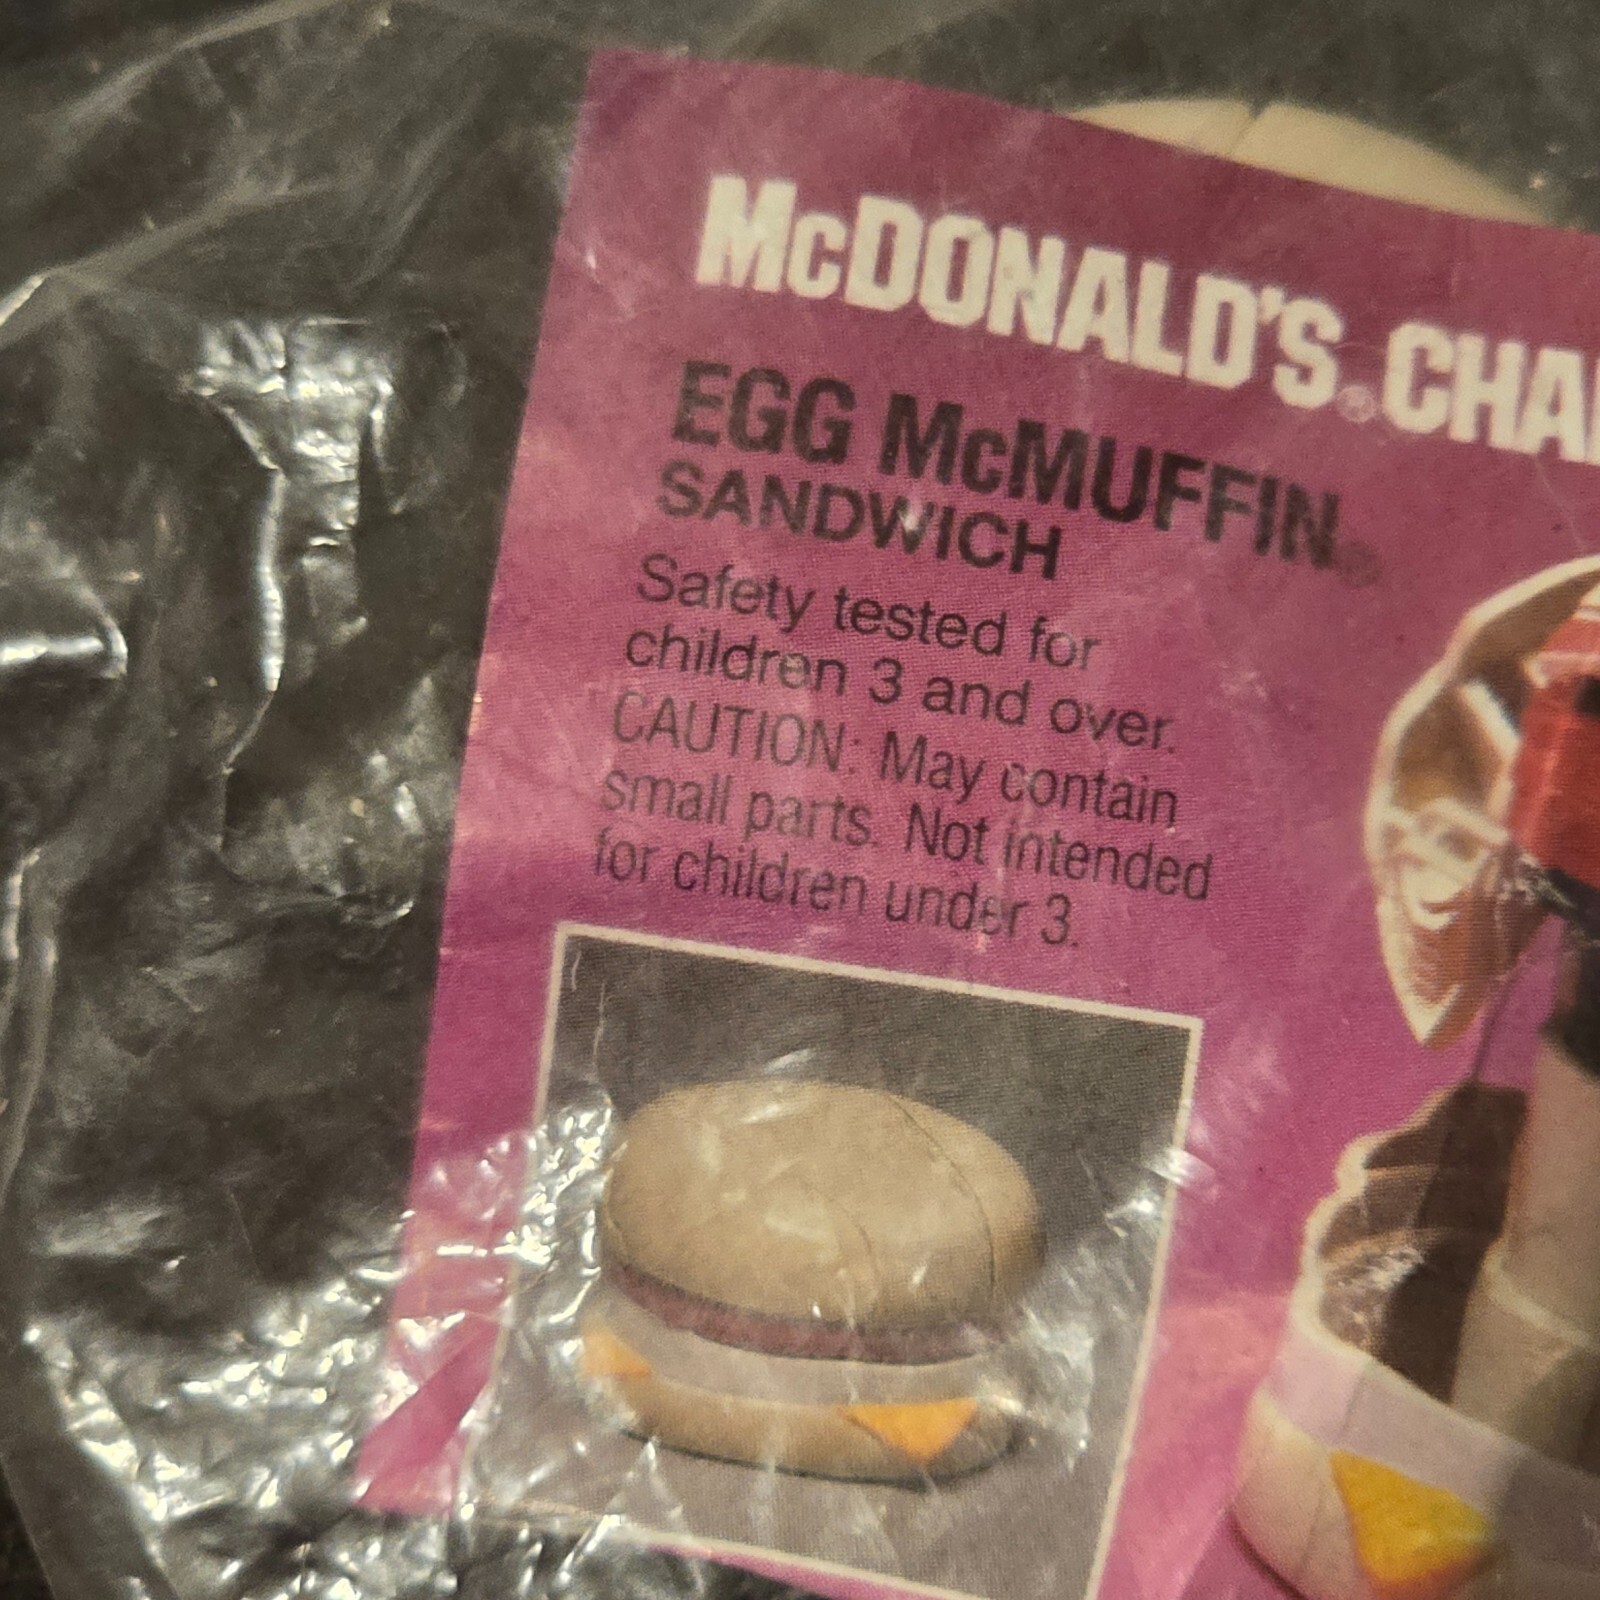 McDONALD'S® CHA
EGG McMUFFIN®
SANDWICH
Safety tested for
children 3 and over.
CAUTION: May contain
small parts. Not intended
for children under 3.